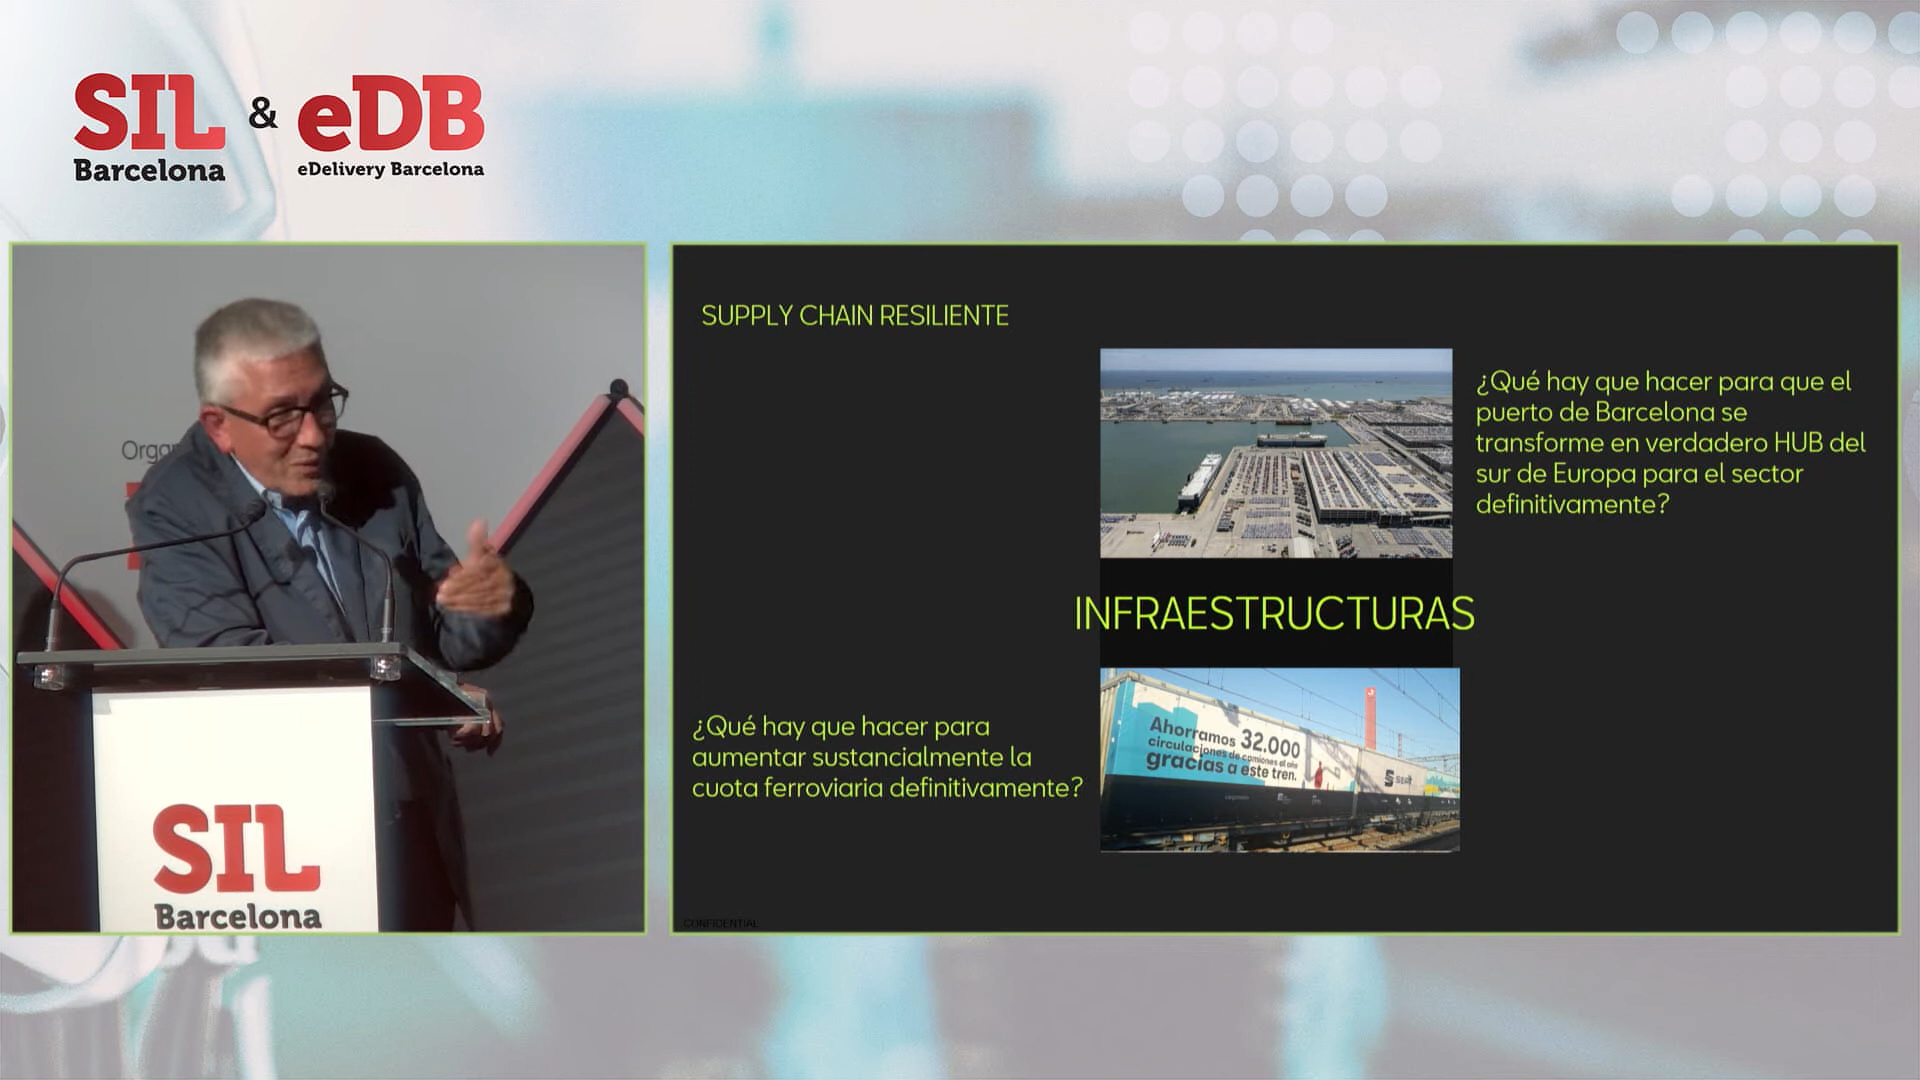 SIL & eDB
Barcelona eDelivery Barcelona
Orga
SIL
Barcelona
SUPPLY CHAIN RESILIENTE
¿Qué hay que hacer para que el
puerto de Barcelona se
transforme en verdadero HUB del
sur de Europa para el sector
definitivamente?
INFRAESTRUCTURAS
¿Qué hay que hacer para
aumentar sustancialmente la
cuota ferroviaria definitivamente?
Ahorramos 32.000
circulaciones de camiones al año
gracias a este tren.
SEAT
CONFIDENTIAL